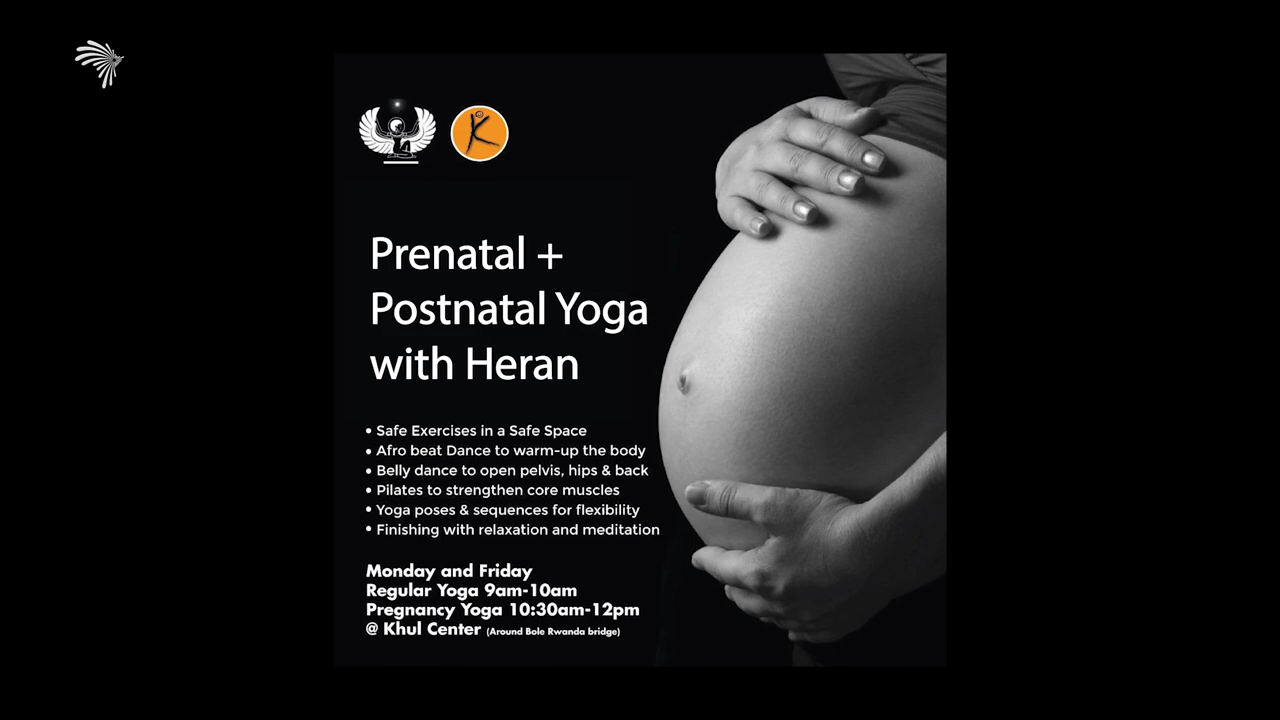 Prenatal +
Postnatal Yoga
with Heran
• Safe Exercises in a Safe Space
• Afro beat Dance to warm-up the body
• Belly dance to open pelvis, hips & back
• Pilates to strengthen core muscles
• Yoga poses & sequences for flexibility
• Finishing with relaxation and meditation
Monday and Friday
Regular Yoga 9am-10am
Pregnancy Yoga 10:30am-12pm
@ Khul Center (Around Bole Rwanda bridge)